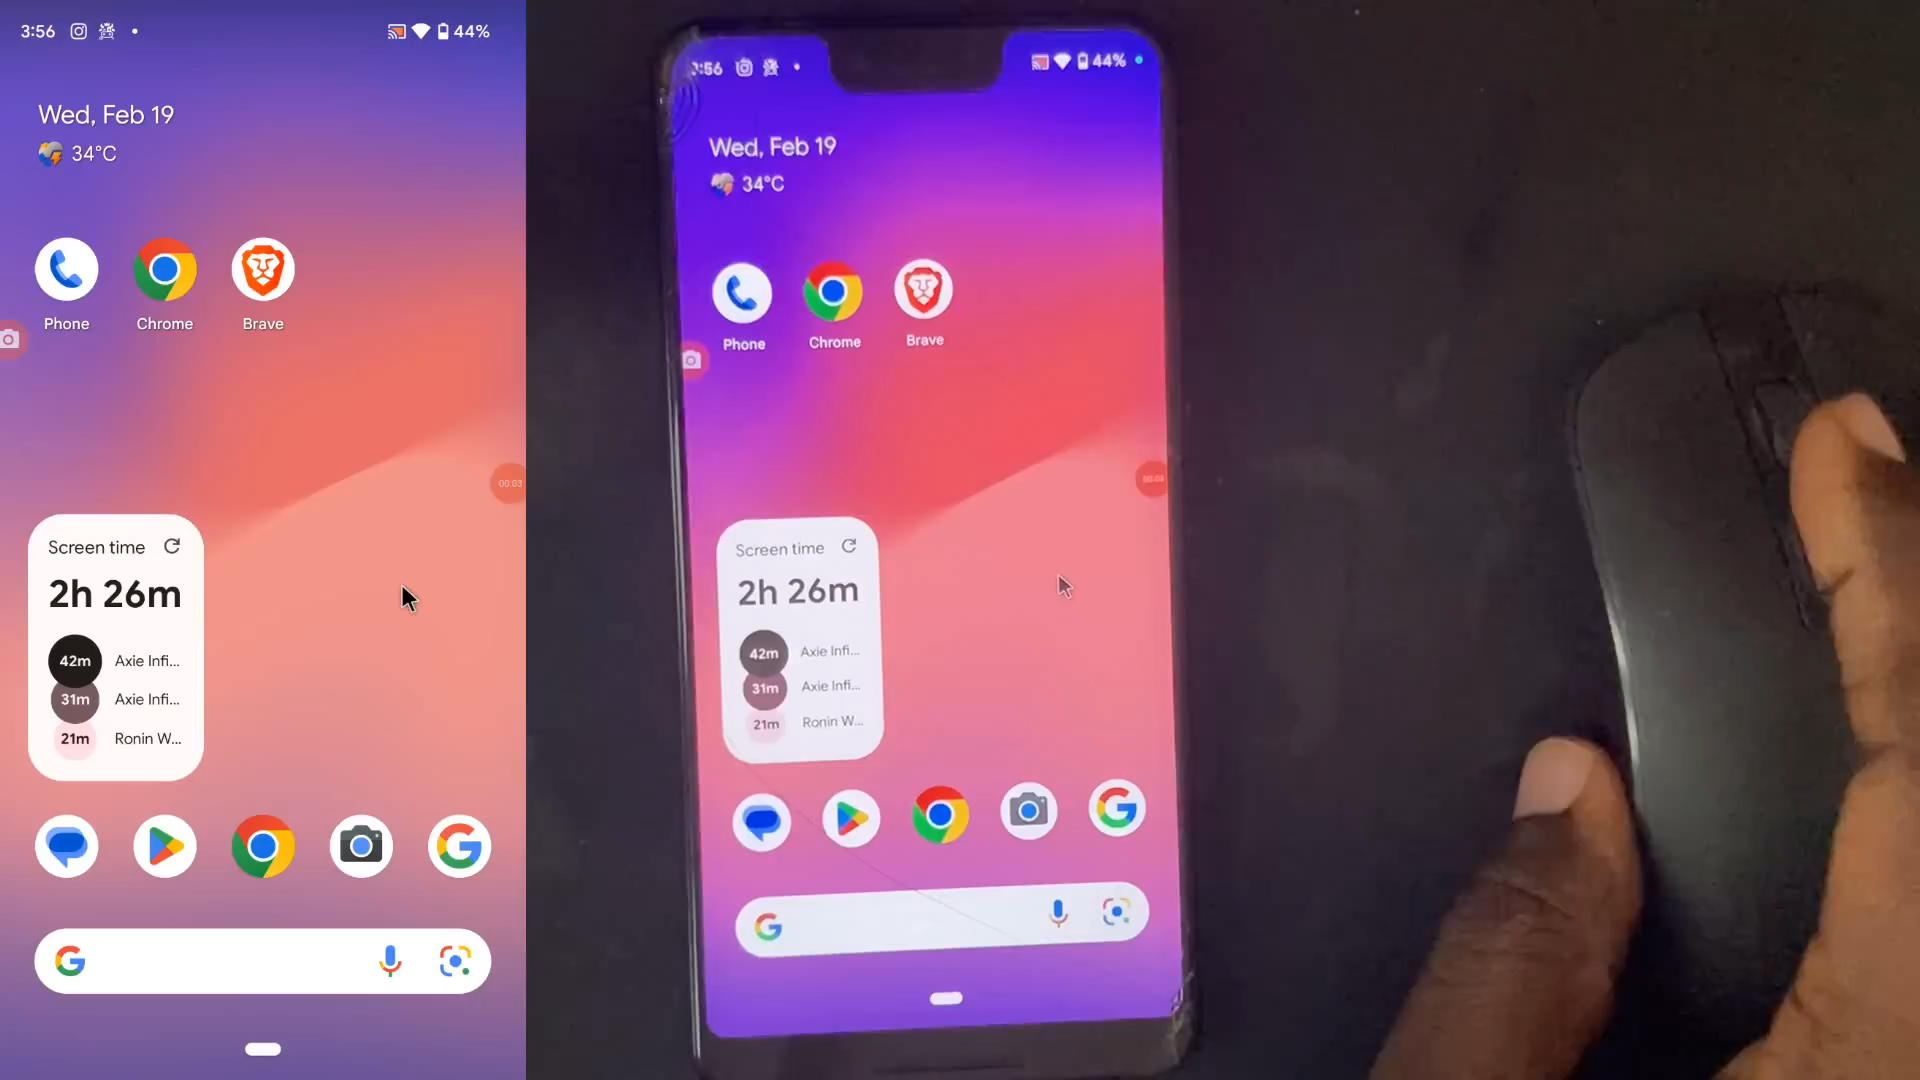 3:56
44%
Wed, Feb 19
34°C
Phone
Chrome
Brave
00:03
Screen time
2h 26m
42m
Axie Infi...
31m
Axie Infi...
21m
Ronin W...
3:56
44%
Wed, Feb 19
34°C
Phone
Chrome
Brave
Screen time
2h 26m
42m
Axie Infi...
31m
Axie Infi...
21m
Ronin W...